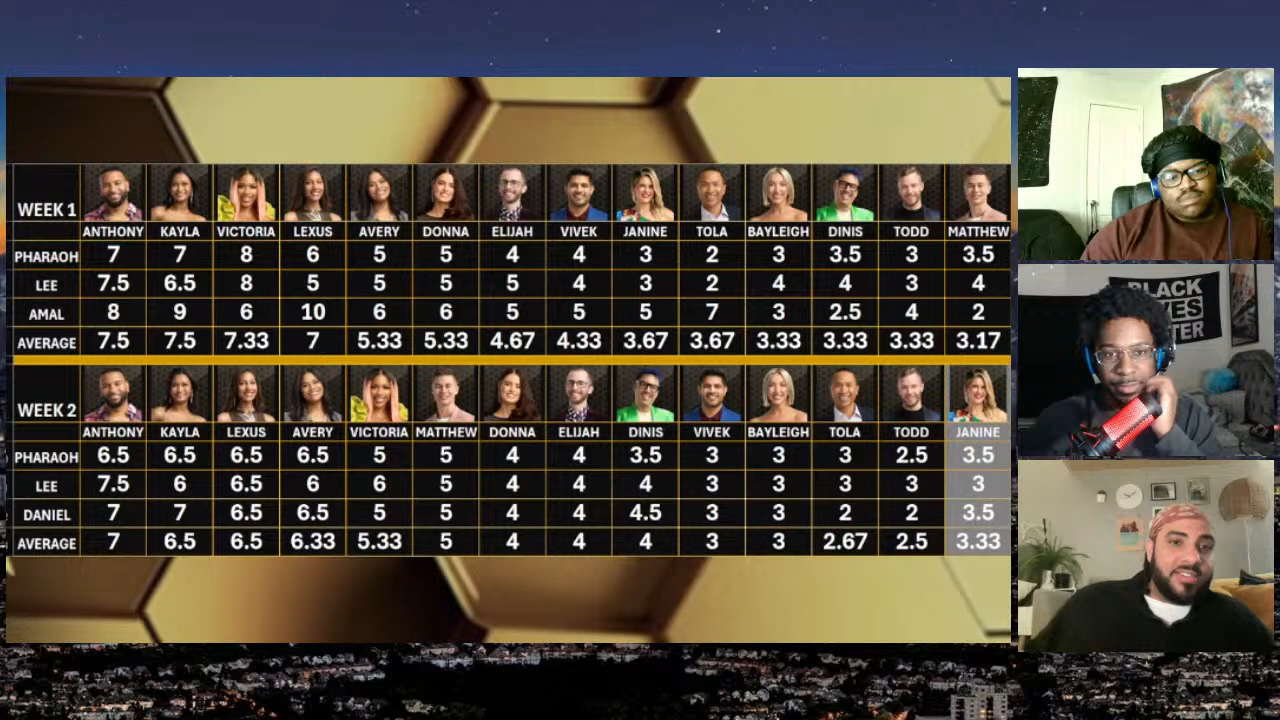 WEEK 1
ANTHONY KAYLA VICTORIA LEXUS AVERY DONNA ELIJAH VIVEK JANINE TOLA BAYLEIGH DINIS TODD MATTHEW
PHARAOH 7 7 8 6 5 5 4 4 3 2 3 3.5 3 3.5
LEE 7.5 6.5 8 5 5 5 5 4 3 2 4 4 3 4
AMAL 8 9 6 10 6 6 5 5 5 7 3 2.5 4 2
AVERAGE 7.5 7.5 7.33 7 5.33 5.33 4.67 4.33 3.67 3.67 3.33 3.33 3.33 3.17
WEEK 2
ANTHONY KAYLA LEXUS AVERY VICTORIA MATTHEW DONNA ELIJAH DINIS VIVEK BAYLEIGH TOLA TODD JANINE
PHARAOH 6.5 6.5 6.5 6.5 5 5 4 4 3.5 3 3 3 2.5 3.5
LEE 7.5 6 6.5 6 6 5 4 4 4 3 3 3 3 3
DANIEL 7 7 6.5 6.5 5 5 4 4 4.5 3 3 2 2 3.5
AVERAGE 7 6.5 6.5 6.33 5.33 5 4 4 4 3 3 2.67 2.5 3.33
BLACK